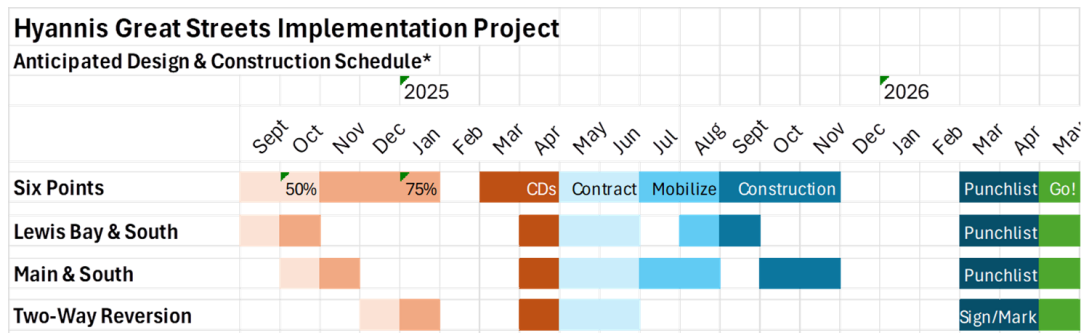 Hyannis Great Streets Implementation Project
Anticipated Design & Construction Schedule*
2025 2026
Sept Oct Nov Dec Jan Feb Mar Apr May Jun Jul Aug Sept Oct Nov Dec Jan Feb Mar Apr May
Six Points 50% 75% CDs Contract Mobilize Construction Punchlist Go!
Lewis Bay & South Punchlist
Main & South Punchlist
Two-Way Reversion Sign/Mark